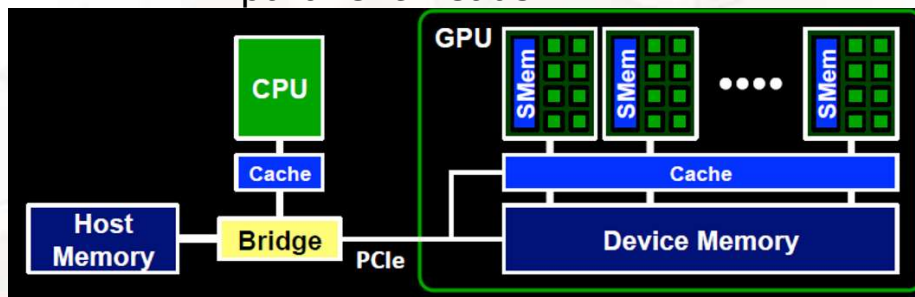 GPU
CPU
SMem
SMem
SMem
Cache
Cache
Host
Memory
Bridge
PCIe
Device Memory